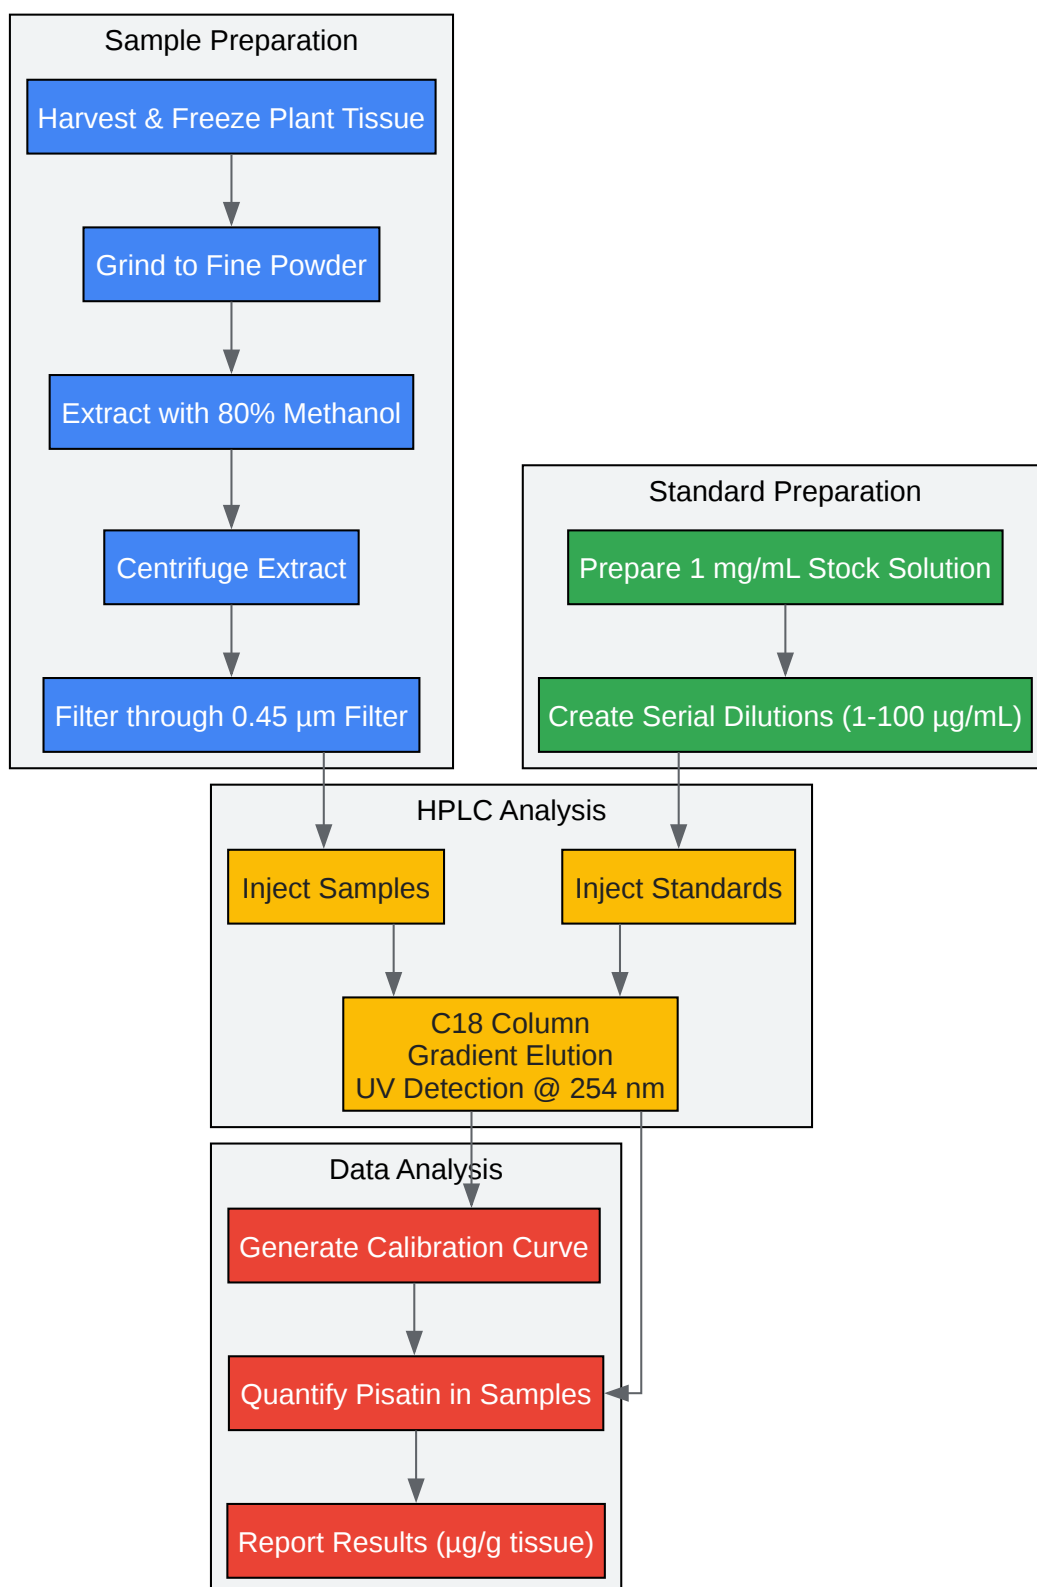 Sample Preparation
Harvest & Freeze Plant Tissue
Grind to Fine Powder
Extract with 80% Methanol
Centrifuge Extract
Filter through 0.45 µm Filter
Standard Preparation
Prepare 1 mg/mL Stock Solution
Create Serial Dilutions (1-100 µg/mL)
HPLC Analysis
Inject Samples
Inject Standards
C18 Column
Gradient Elution
UV Detection @ 254 nm
Data Analysis
Generate Calibration Curve
Quantify Pisatin in Samples
Report Results (µg/g tissue)